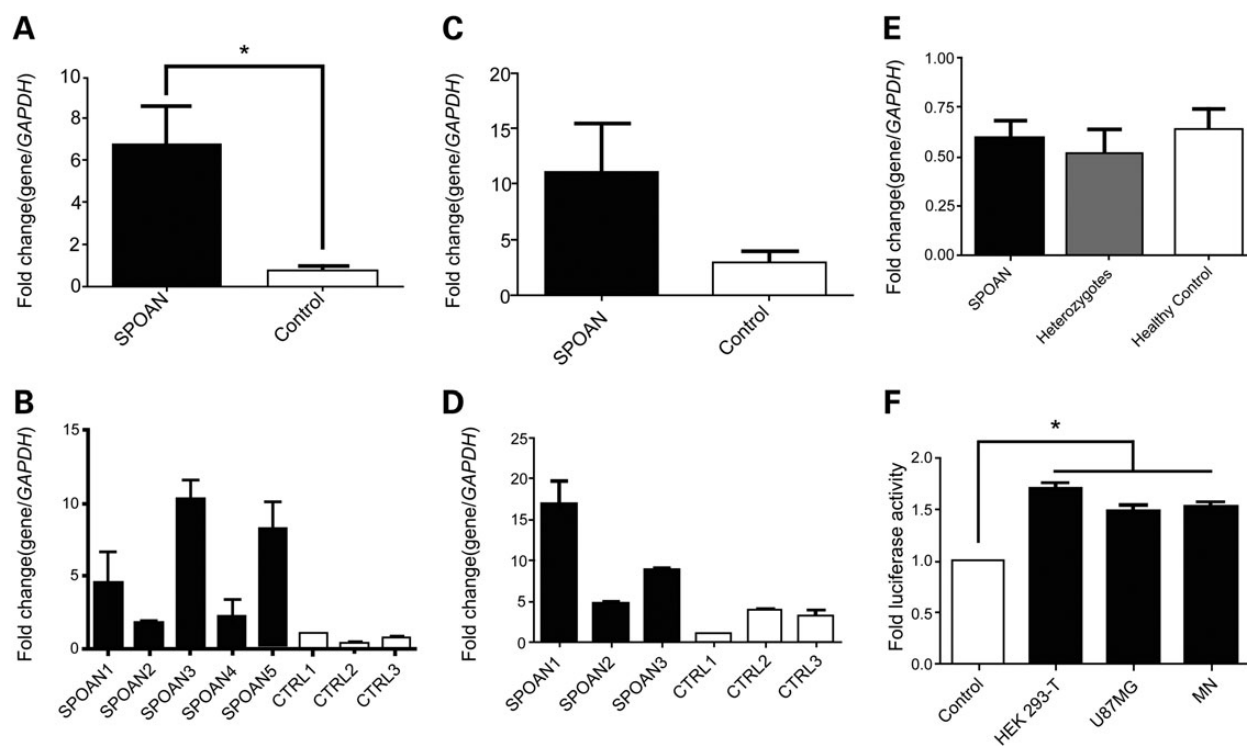 A
Fold change(gene/GAPDH)
10
8
6
4
2
0
*
SPOAN
Control
C
Fold change(gene/GAPDH)
20
15
10
5
0
SPOAN
Control
E
Fold change(gene/GAPDH)
1.00
0.75
0.50
0.25
0.00
SPOAN
Heterozygotes
Healthy Control
B
Fold change(gene/GAPDH)
15
10
5
0
SPOAN1
SPOAN2
SPOAN3
SPOAN4
SPOAN5
CTRL1
CTRL2
CTRL3
D
Fold change(gene/GAPDH)
25
20
15
10
5
0
SPOAN1
SPOAN2
SPOAN3
CTRL1
CTRL2
CTRL3
F
Fold luciferase activity
2.0
1.5
1.0
0.5
0.0
*
Control
HEK 293-T
U87MG
MN